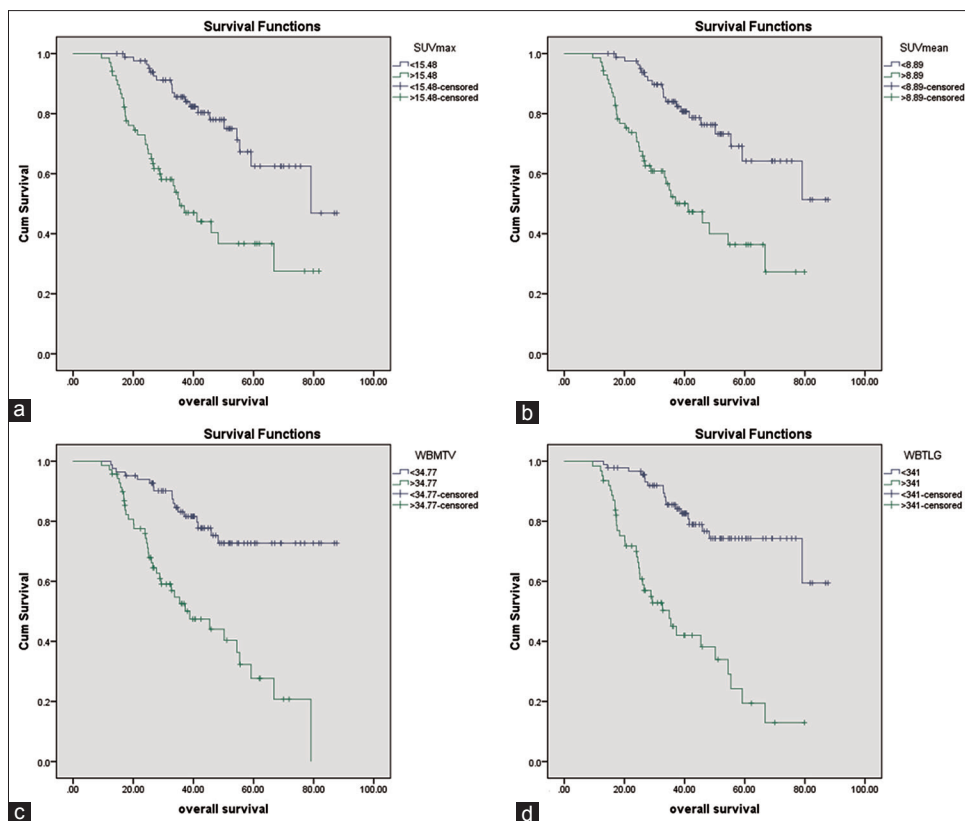 Survival Functions
SUVmax
<15.48
>15.48
<15.48-censored
>15.48-censored
Cum Survival
1.0
0.8
0.6
0.4
0.2
0.0
.00 20.00 40.00 60.00 80.00 100.00
overall survival
a
Survival Functions
SUVmean
<8.89
>8.89
<8.89-censored
>8.89-censored
Cum Survival
1.0
0.8
0.6
0.4
0.2
0.0
.00 20.00 40.00 60.00 80.00 100.00
overall survival
b
Survival Functions
WBMTV
<34.77
>34.77
<34.77-censored
>34.77-censored
Cum Survival
1.0
0.8
0.6
0.4
0.2
0.0
.00 20.00 40.00 60.00 80.00 100.00
overall survival
c
Survival Functions
WBTLG
<341
>341
<341-censored
>341-censored
Cum Survival
1.0
0.8
0.6
0.4
0.2
0.0
.00 20.00 40.00 60.00 80.00 100.00
overall survival
d